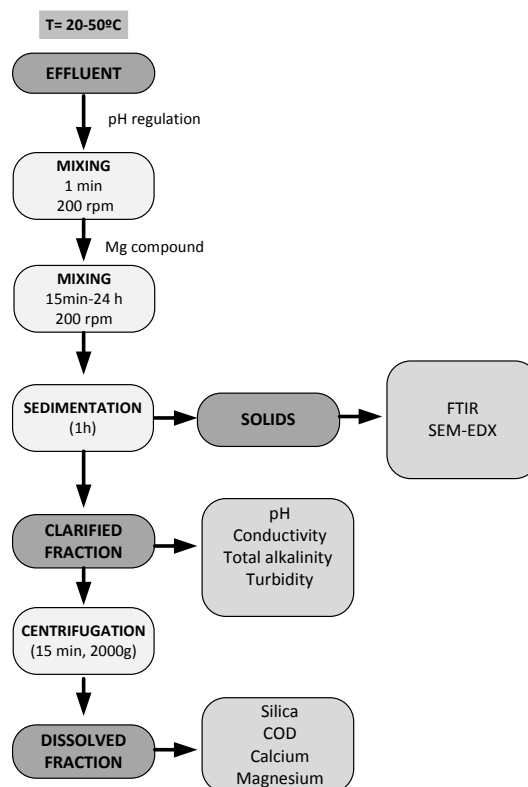 T= 20-50ºC
EFFLUENT
pH regulation
MIXING
1 min
200 rpm
Mg compound
MIXING
15min-24 h
200 rpm
SEDIMENTATION
(1h)
SOLIDS
FTIR
SEM-EDX
CLARIFIED
FRACTION
pH
Conductivity
Total alkalinity
Turbidity
CENTRIFUGATION
(15 min, 2000g)
DISSOLVED
FRACTION
Silica
COD
Calcium
Magnesium